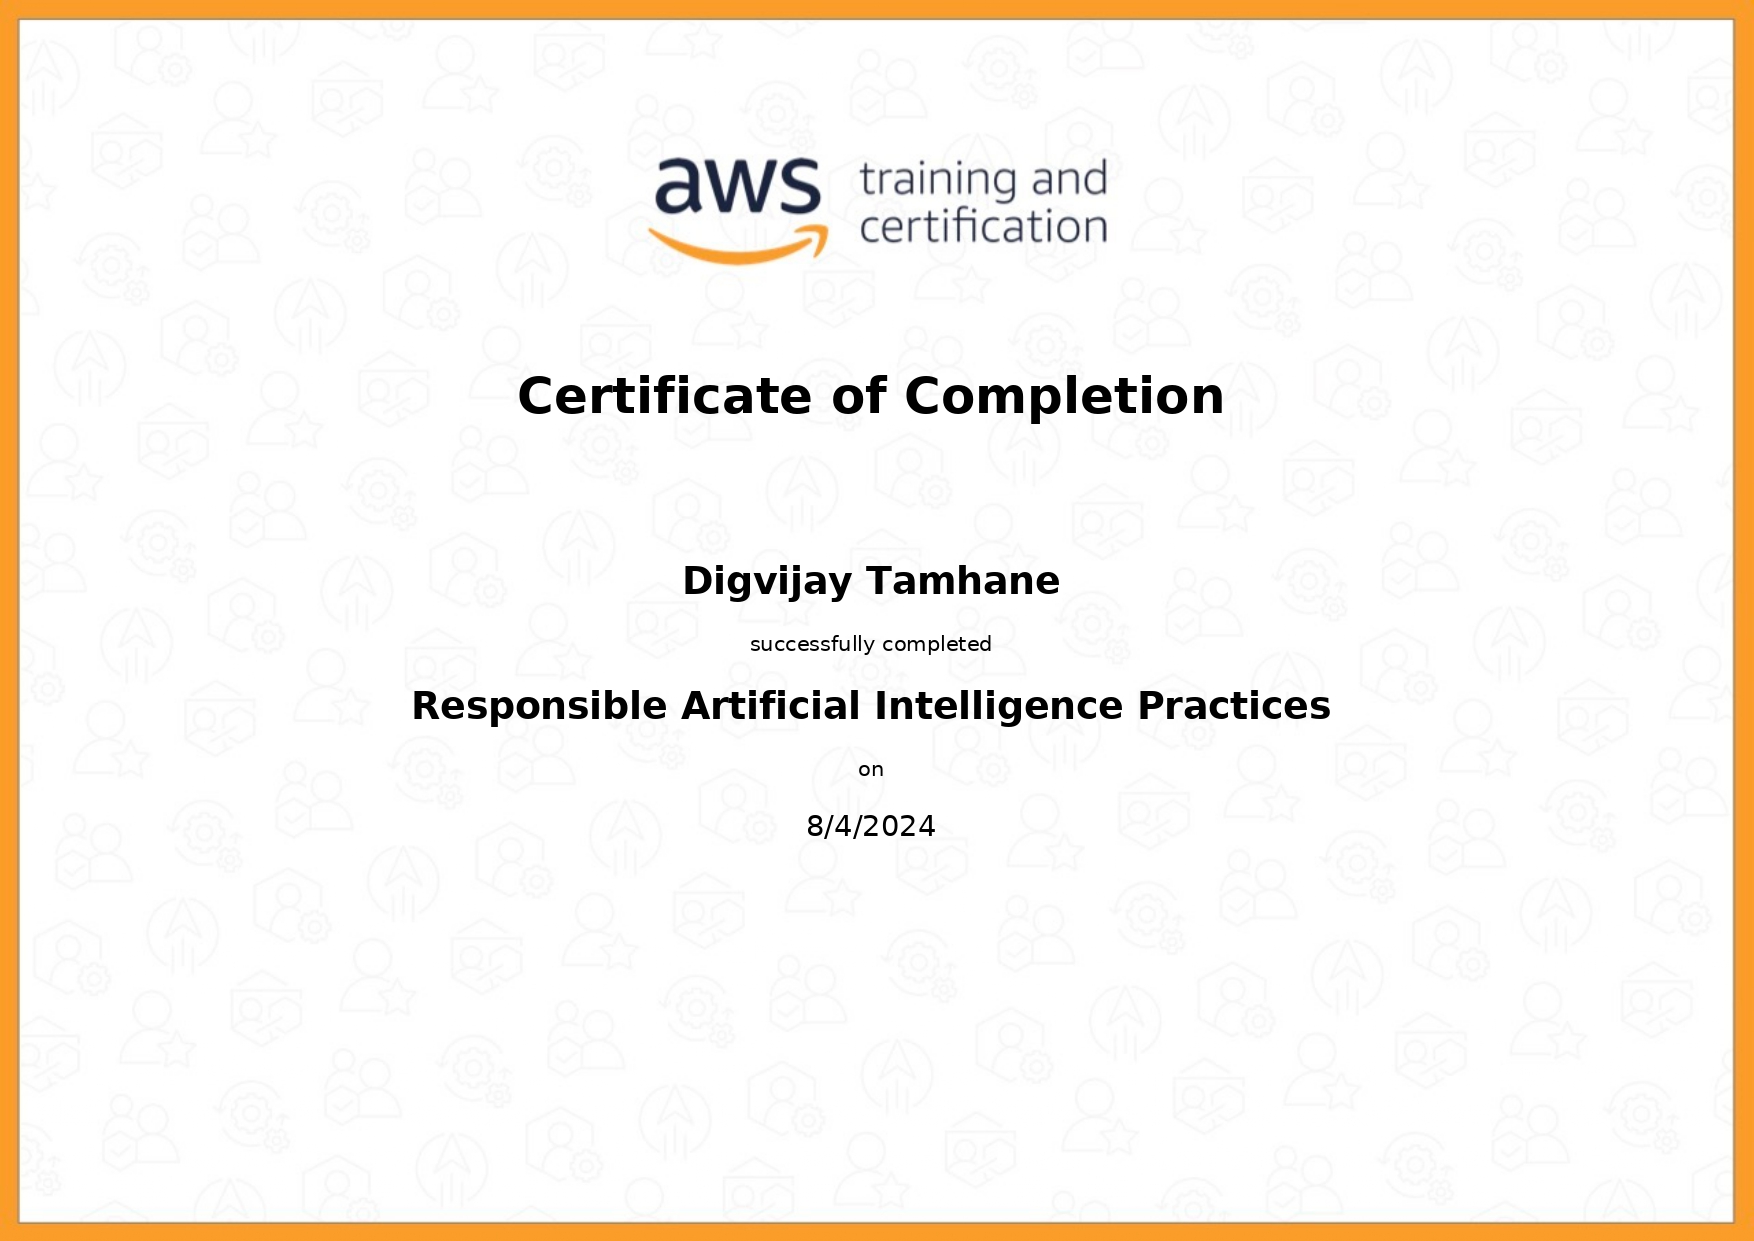 aws training and
certification
Certificate of Completion
Digvijay Tamhane
successfully completed
Responsible Artificial Intelligence Practices
on
8/4/2024